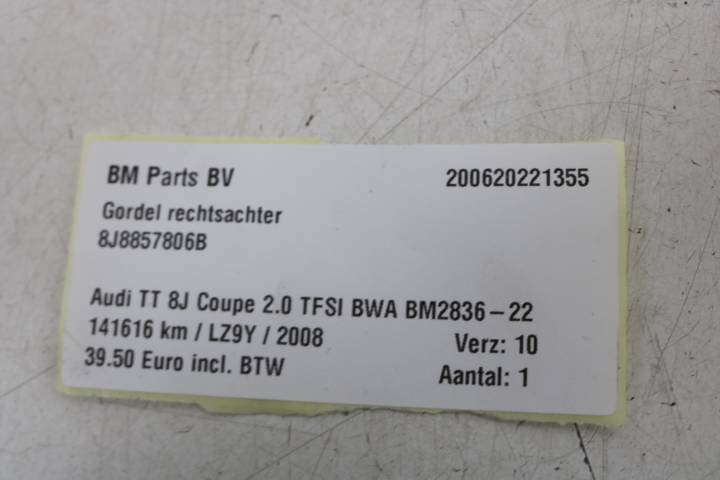 BM Parts BV 200620221355
Gordel rechtsachter
8J8857806B
Audi TT 8J Coupe 2.0 TFSI BWA BM2836-22
141616 km / LZ9Y / 2008 Verz: 10
39.50 Euro incl. BTW Aantal: 1